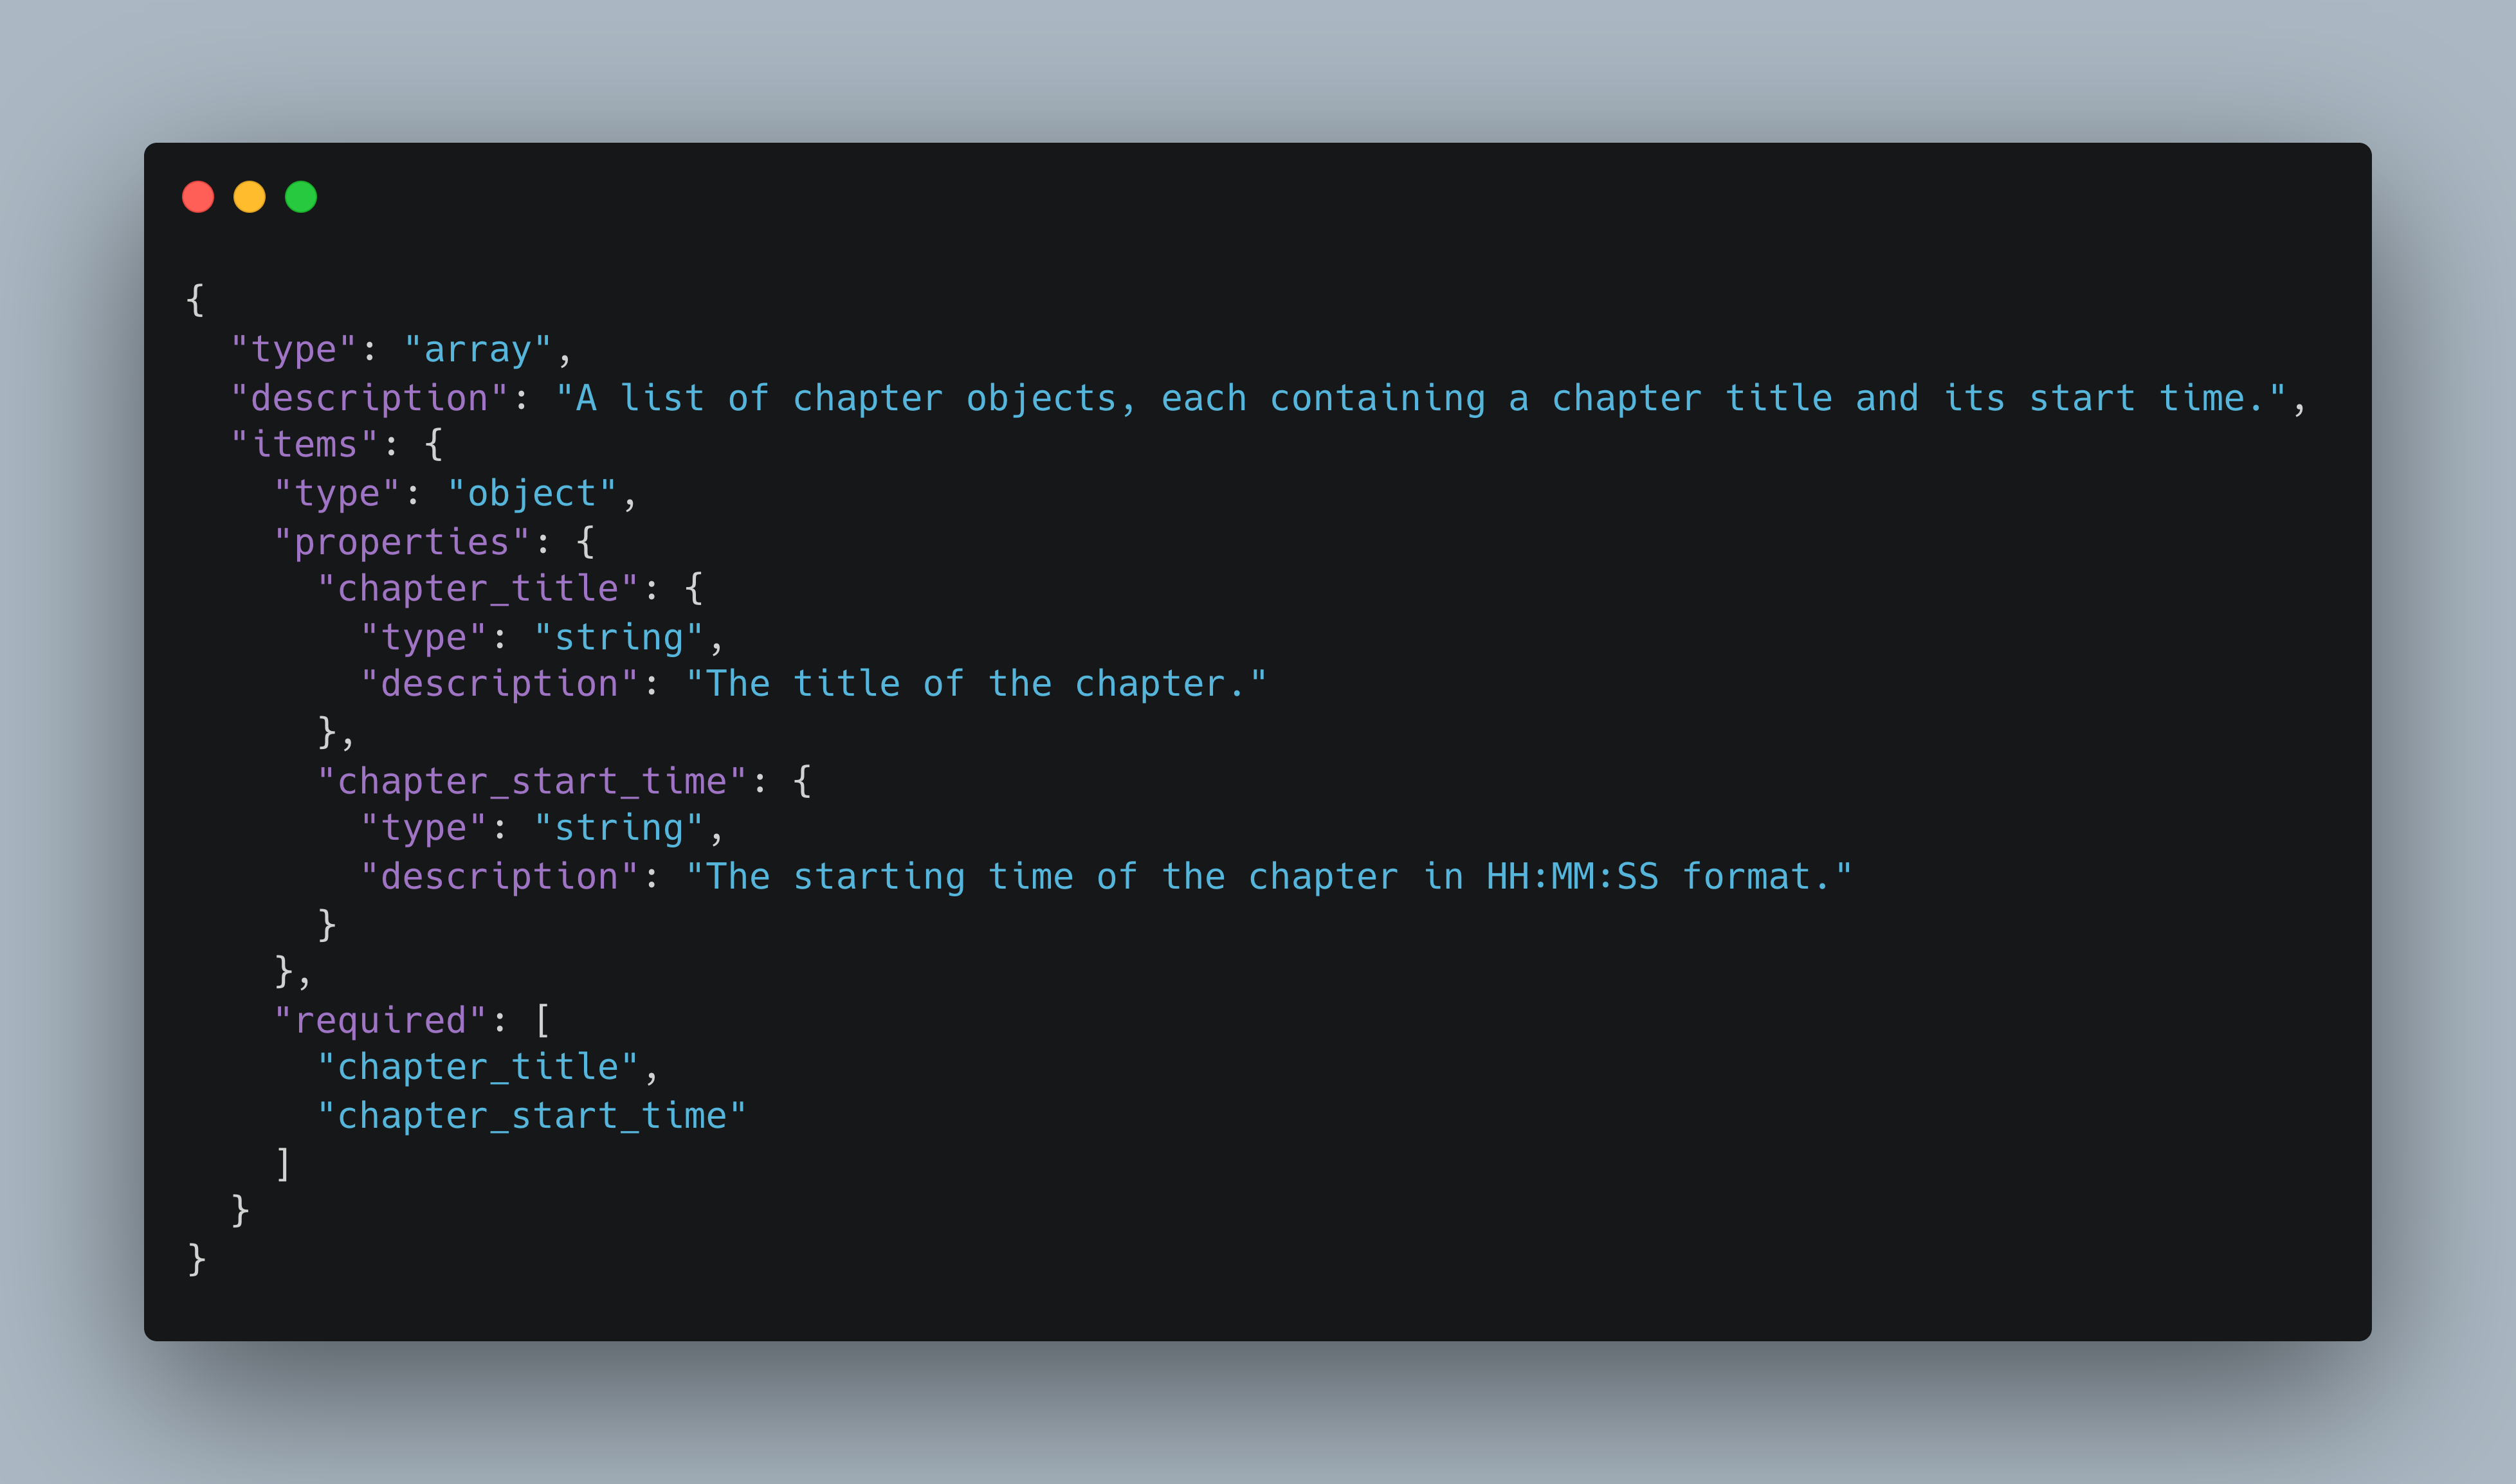 {
  "type": "array",
  "description": "A list of chapter objects, each containing a chapter title and its start time.",
  "items": {
    "type": "object",
    "properties": {
      "chapter_title": {
        "type": "string",
        "description": "The title of the chapter."
      },
      "chapter_start_time": {
        "type": "string",
        "description": "The starting time of the chapter in HH:MM:SS format."
      }
    },
    "required": [
      "chapter_title",
      "chapter_start_time"
    ]
  }
}